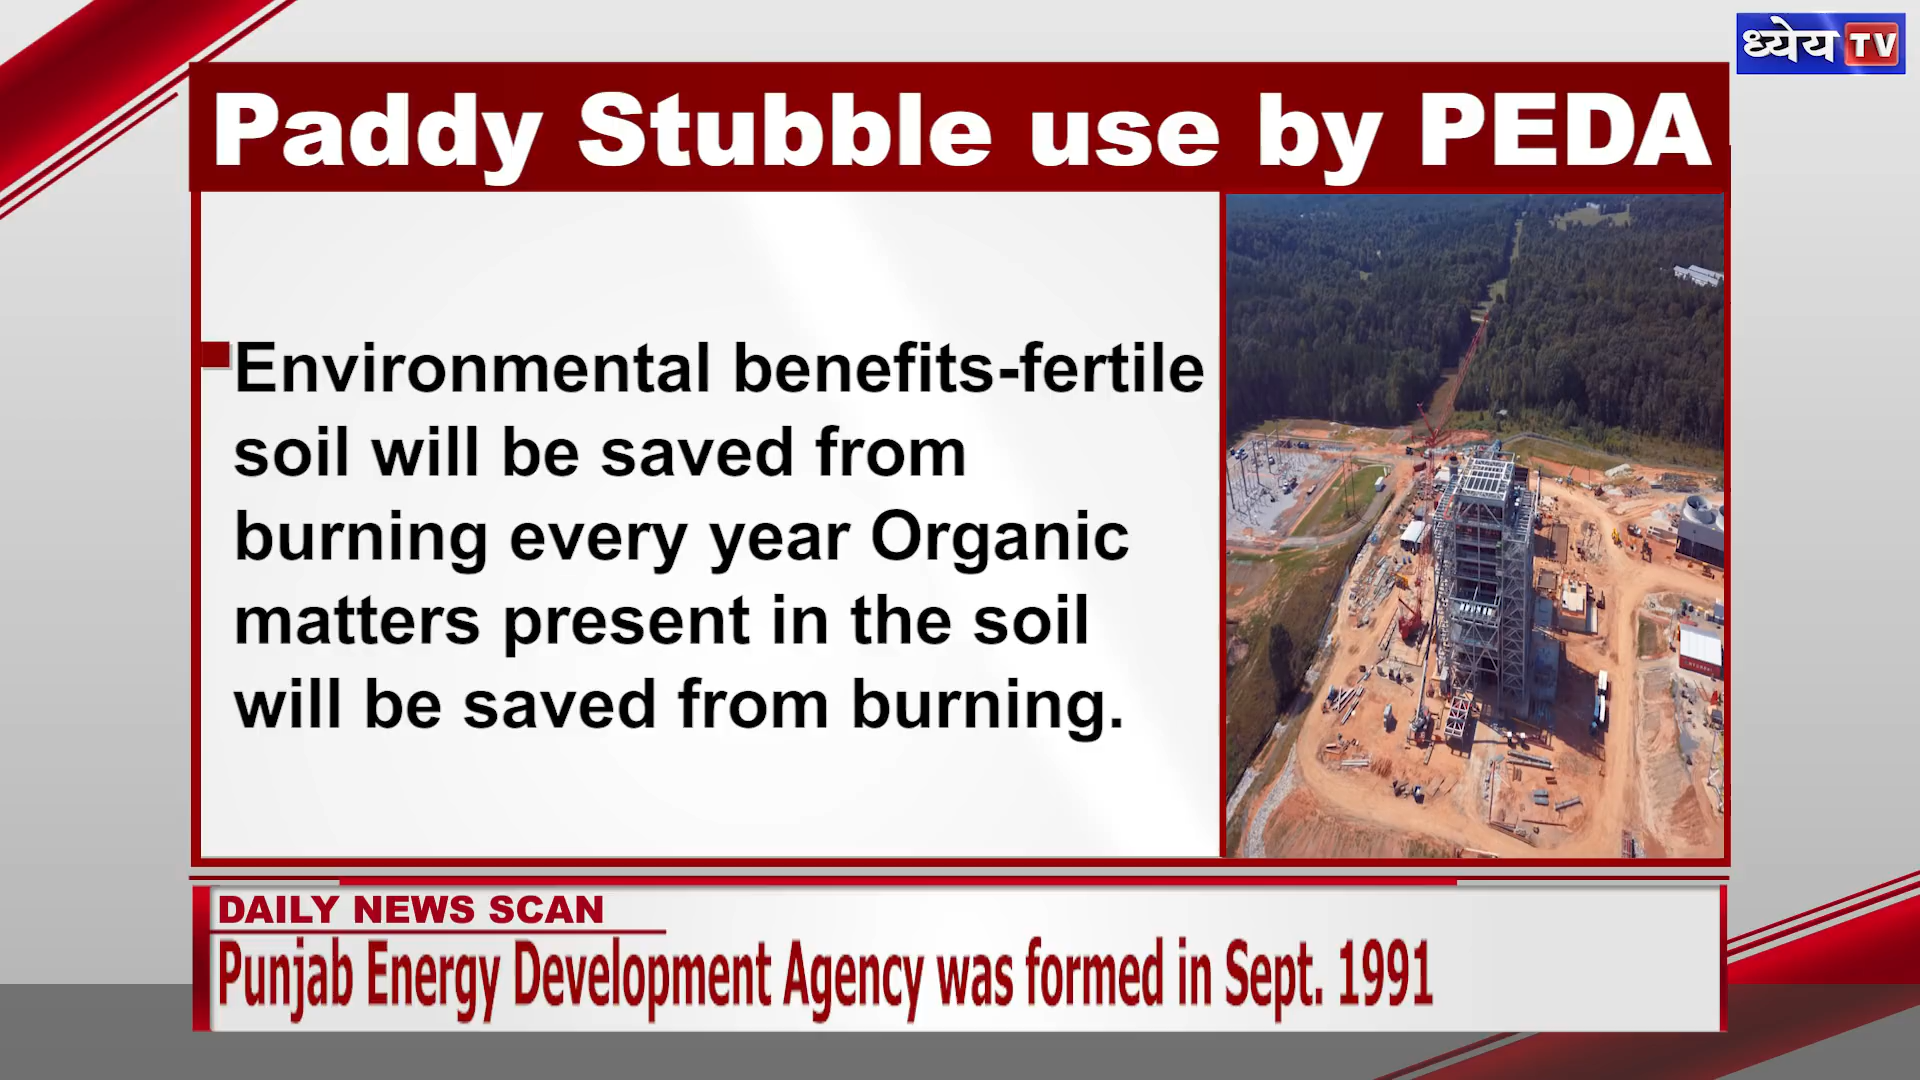 ध्येय TV
Paddy Stubble use by PEDA
Environmental benefits-fertile
soil will be saved from
burning every year Organic
matters present in the soil
will be saved from burning.
DAILY NEWS SCAN
Punjab Energy Development Agency was formed in Sept. 1991